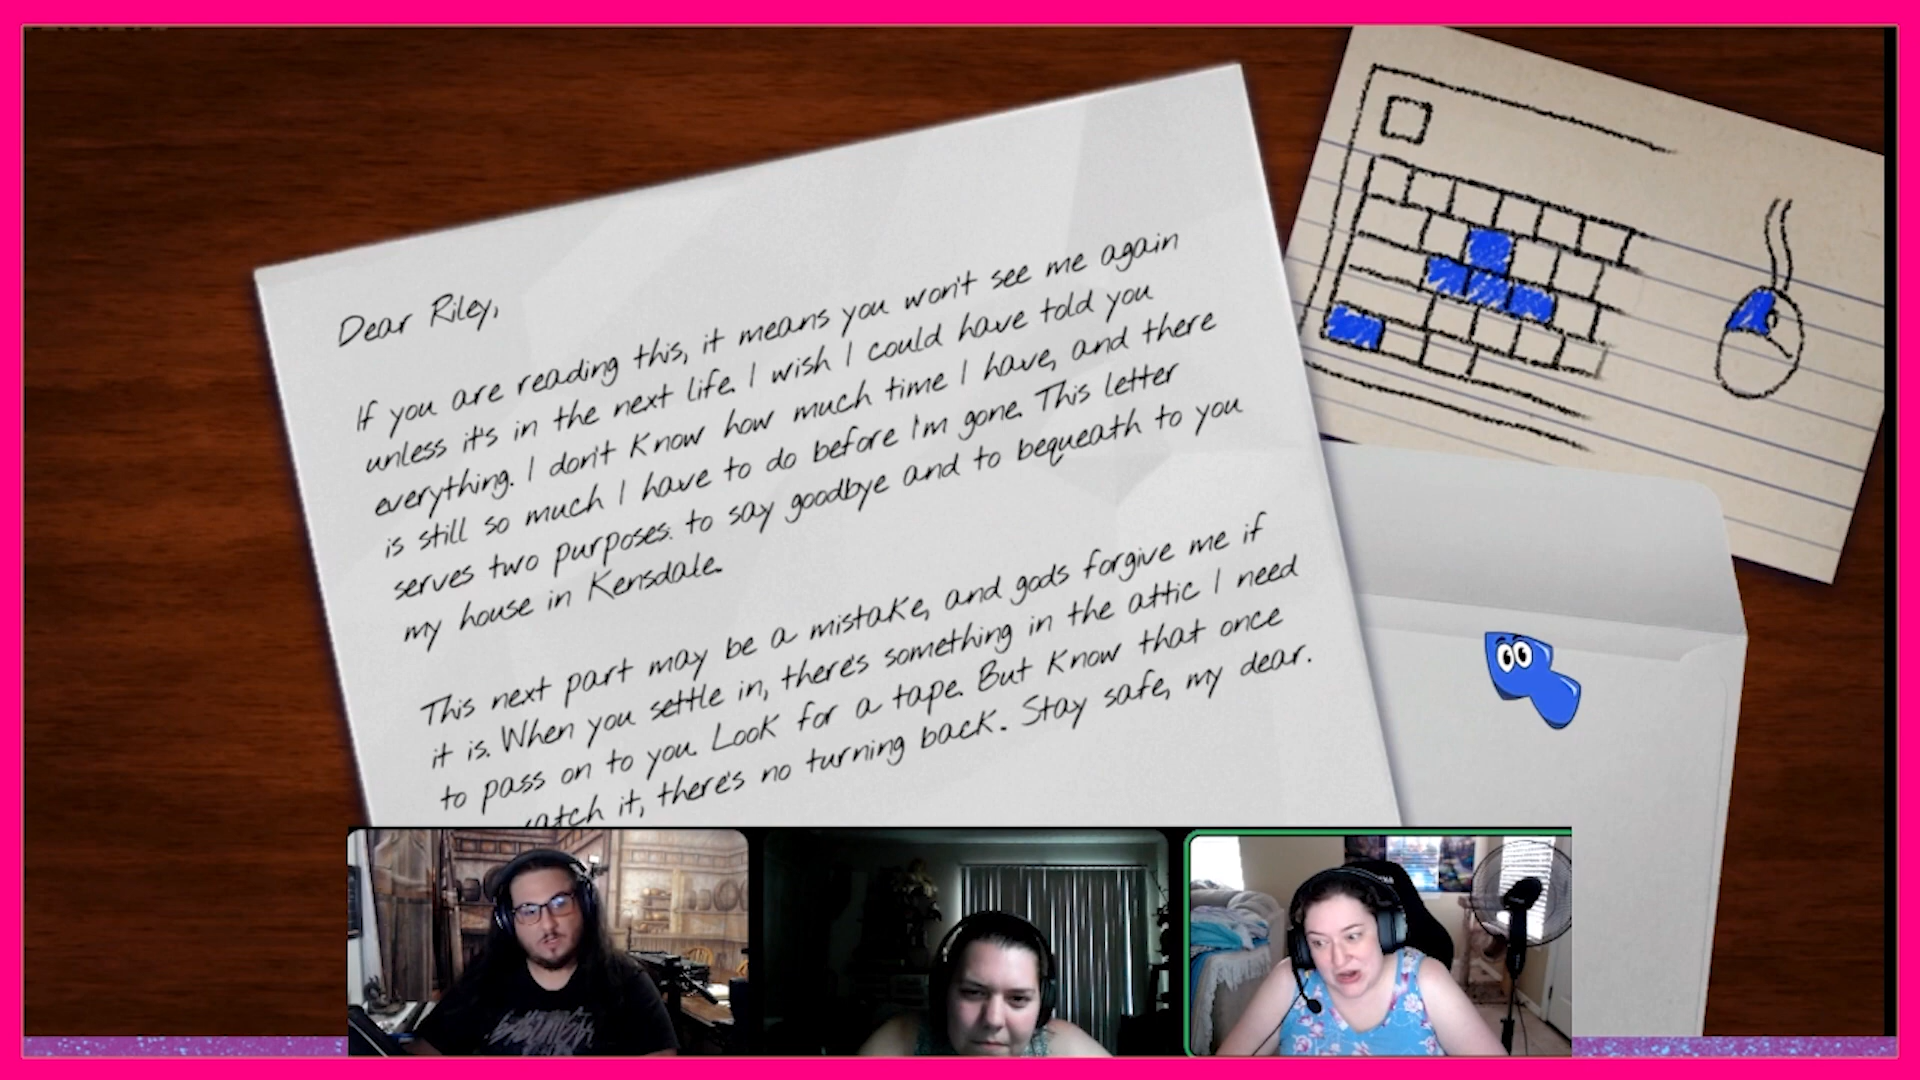 Dear Riley,
If you are reading this, it means you won't see me again
unless it's in the next life. I wish I could have told you
everything. I don't know how much time I have, and there
is still so much I have to do before I'm gone. This letter
serves two purposes: to say goodbye and to bequeath to you
my house in Kensdale.
This next part may be a mistake, and gods forgive me if
it is. When you settle in, there's something in the attic I need
to pass on to you. Look for a tape. But know that once
it, there's no turning back. Stay safe, my dear.